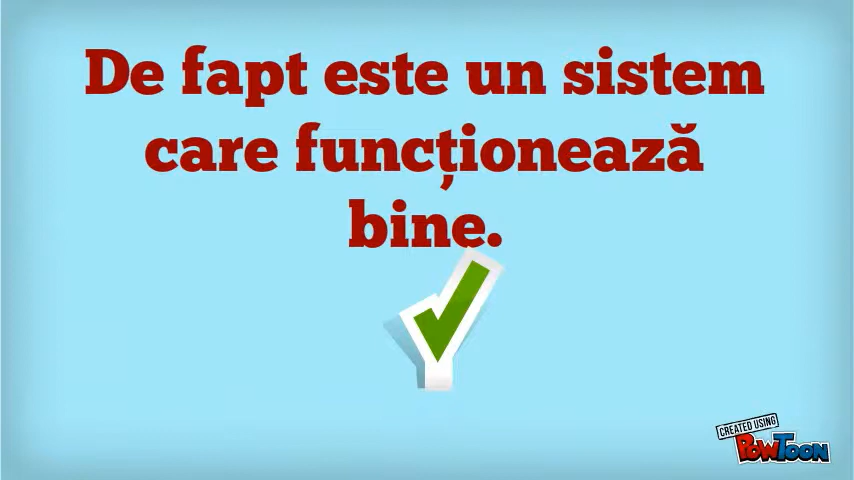 De fapt este un sistem
care funcționează
bine.
CREATED USING
POWTOON